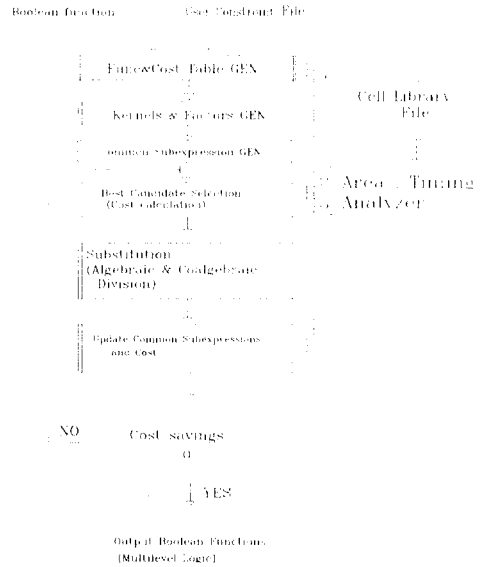 Boolean function User Constraint File
Func&Cost Table GEN
Kernels & Factors GEN
Common Subexpression GEN
Best Candidate Selection
(Cost calculation)
Substitution
(Algebraic & Coalgebraic
Division)
Update Common Subexpressions
and Cost
Cell Library
File
Area , Timing
Analyzer
NO
Cost savings
0
YES
Output Boolean Functions
[Multilevel Logic]